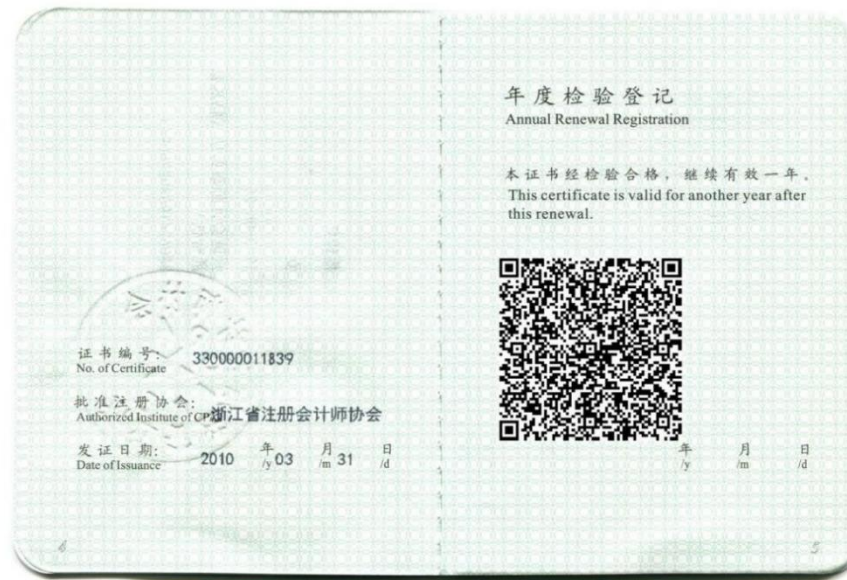 证书编号:
No. of Certificate
330000011839
批准注册协会:
Authorized Institute of CP
浙江省注册会计师协会
发证日期:
Date of Issuance
2010 年 03 月 31 日
/y /m /d
6
年度检验登记
Annual Renewal Registration
本证书经检验合格，继续有效一年。
This certificate is valid for another year after
this renewal.
年 月 日
/y /m /d
5